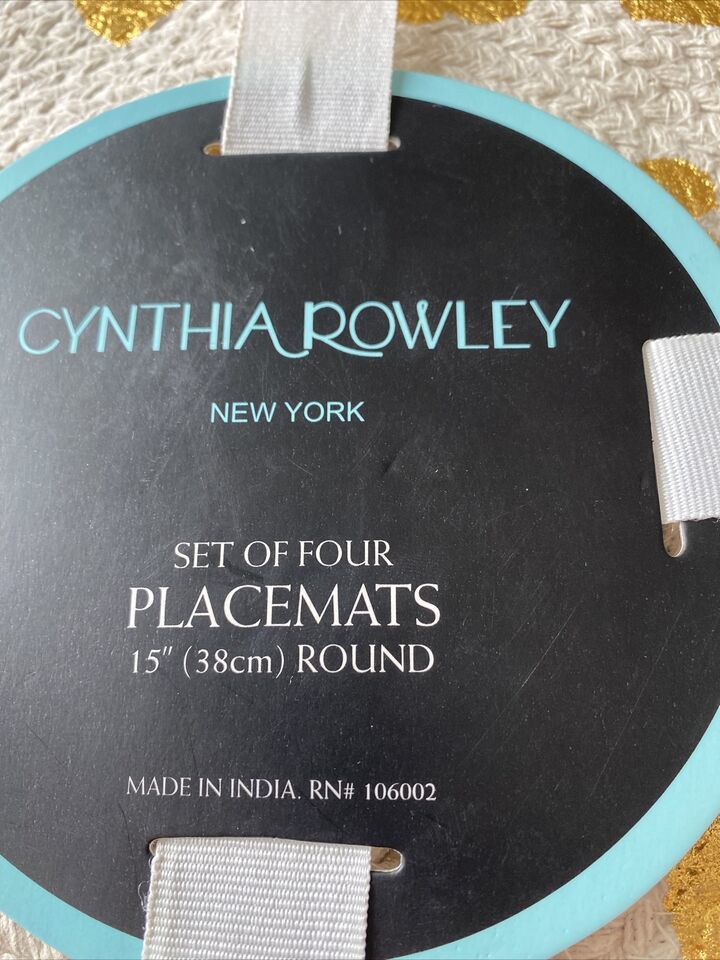 CYNTHIA ROWLEY
NEW YORK
SET OF FOUR
PLACEMATS
15" (38cm) ROUND
MADE IN INDIA. RN# 106002